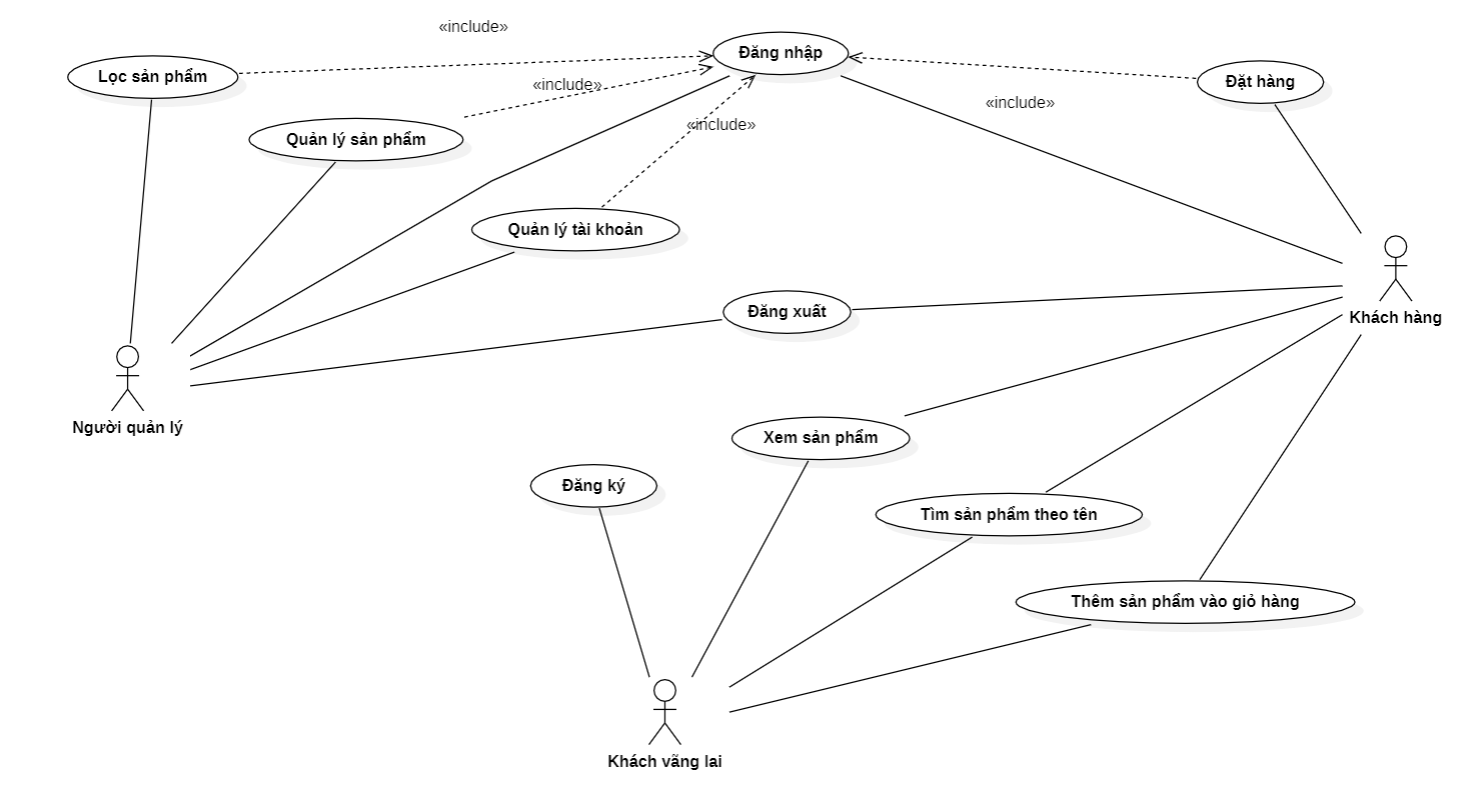 «include»
Đăng nhập
Lọc sản phẩm
Đặt hàng
«include»
«include»
«include»
Quản lý sản phẩm
Quản lý tài khoản
Đăng xuất
Khách hàng
Người quản lý
Xem sản phẩm
Đăng ký
Tìm sản phẩm theo tên
Thêm sản phẩm vào giỏ hàng
Khách vãng lai